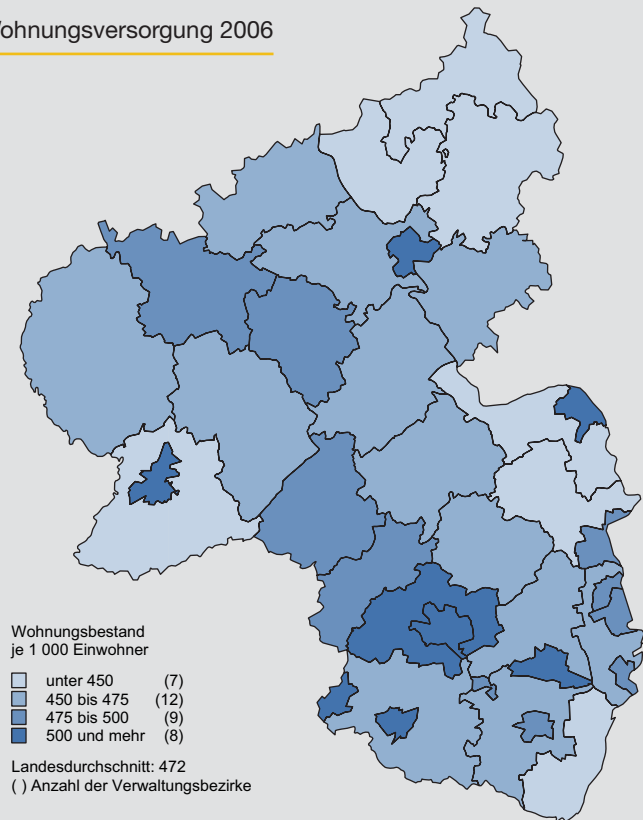 ohnungsversorgung 2006
Wohnungsbestand
je 1 000 Einwohner
unter 450 (7)
450 bis 475 (12)
475 bis 500 (9)
500 und mehr (8)
Landesdurchschnitt: 472
( ) Anzahl der Verwaltungsbezirke